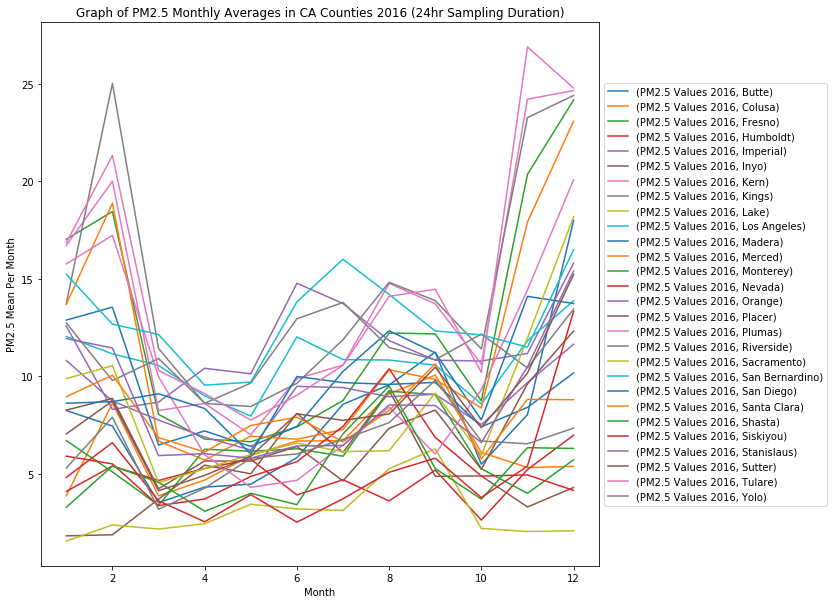 Graph of PM2.5 Monthly Averages in CA Counties 2016 (24hr Sampling Duration)
25
20
15
10
5
PM2.5 Mean Per Month
2 4 6 8 10 12
Month
(PM2.5 Values 2016, Butte)
(PM2.5 Values 2016, Colusa)
(PM2.5 Values 2016, Fresno)
(PM2.5 Values 2016, Humboldt)
(PM2.5 Values 2016, Imperial)
(PM2.5 Values 2016, Inyo)
(PM2.5 Values 2016, Kern)
(PM2.5 Values 2016, Kings)
(PM2.5 Values 2016, Lake)
(PM2.5 Values 2016, Los Angeles)
(PM2.5 Values 2016, Madera)
(PM2.5 Values 2016, Merced)
(PM2.5 Values 2016, Monterey)
(PM2.5 Values 2016, Nevada)
(PM2.5 Values 2016, Orange)
(PM2.5 Values 2016, Placer)
(PM2.5 Values 2016, Plumas)
(PM2.5 Values 2016, Riverside)
(PM2.5 Values 2016, Sacramento)
(PM2.5 Values 2016, San Bernardino)
(PM2.5 Values 2016, San Diego)
(PM2.5 Values 2016, Santa Clara)
(PM2.5 Values 2016, Shasta)
(PM2.5 Values 2016, Siskiyou)
(PM2.5 Values 2016, Stanislaus)
(PM2.5 Values 2016, Sutter)
(PM2.5 Values 2016, Tulare)
(PM2.5 Values 2016, Yolo)